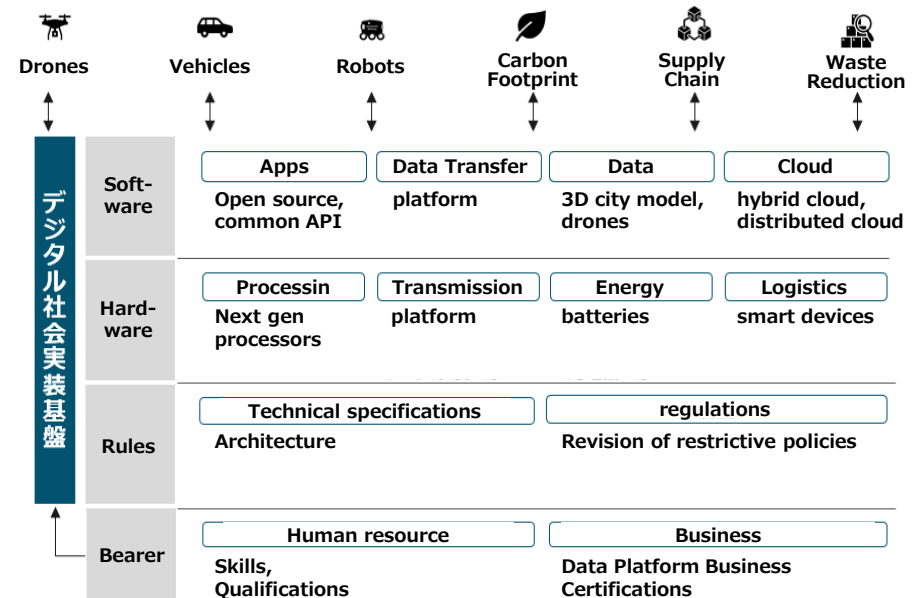 Drones
Vehicles
Robots
Carbon
Footprint
Supply
Chain
Waste
Reduction
デジタル社会実装基盤
Soft-
ware
Apps
Data Transfer
Data
Cloud
Open source,
common API
platform
3D city model,
drones
hybrid cloud,
distributed cloud
Hard-
ware
Processin
Transmission
Energy
Logistics
Next gen
processors
platform
batteries
smart devices
Rules
Technical specifications
regulations
Architecture
Revision of restrictive policies
Bearer
Human resource
Business
Skills,
Qualifications
Data Platform Business
Certifications